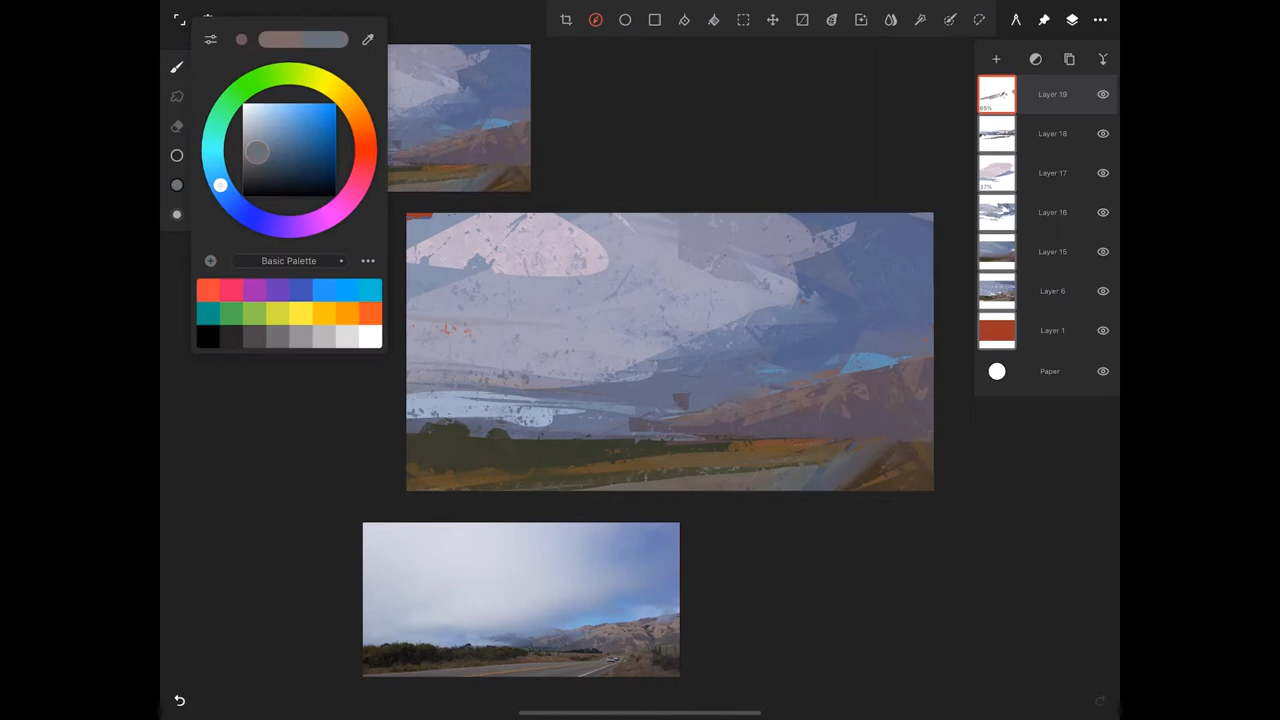 Basic Palette
Layer 19
65%
Layer 18
Layer 17
37%
Layer 16
Layer 15
Layer 6
Layer 1
Paper